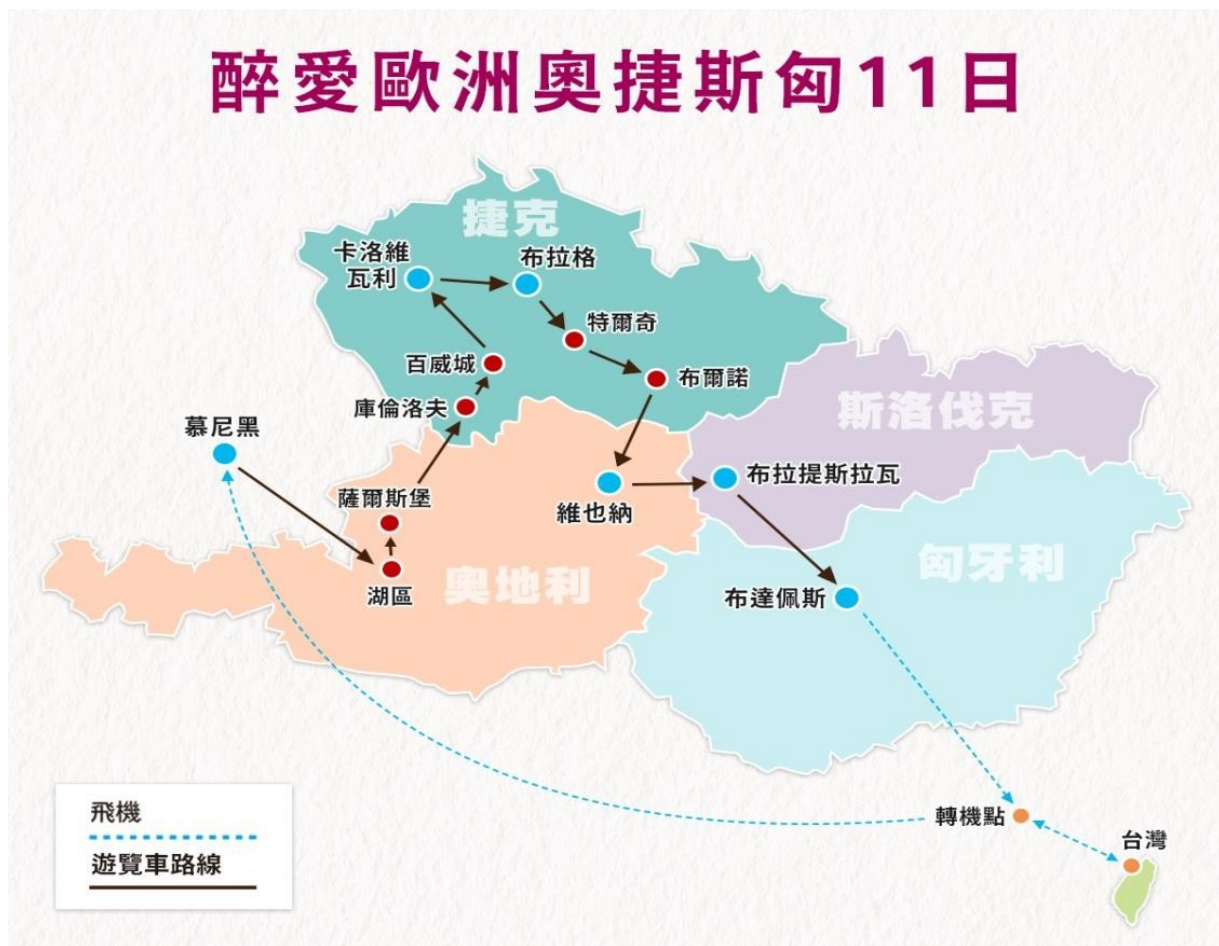 醉愛歐洲奧捷斯匈11日
捷克
卡洛維
瓦利
布拉格
特爾奇
百威城
布爾諾
庫倫洛夫
斯洛伐克
慕尼黑
布拉提斯拉瓦
薩爾斯堡
維也納
匈牙利
奧地利
湖區
布達佩斯
飛機
轉機點
台灣
遊覽車路線